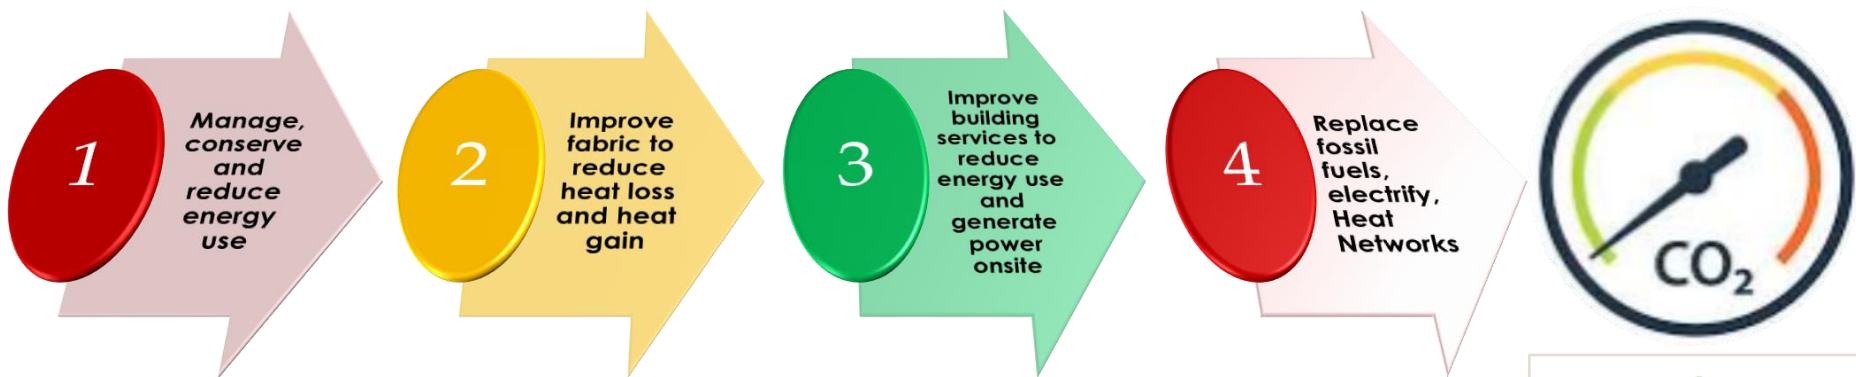 1
Manage,
conserve
and
reduce
energy
use
2
Improve
fabric to
reduce
heat loss
and heat
gain
3
Improve
building
services to
reduce
energy use
and
generate
power
onsite
4
Replace
fossil
fuels,
electrify,
Heat
Networks
CO₂